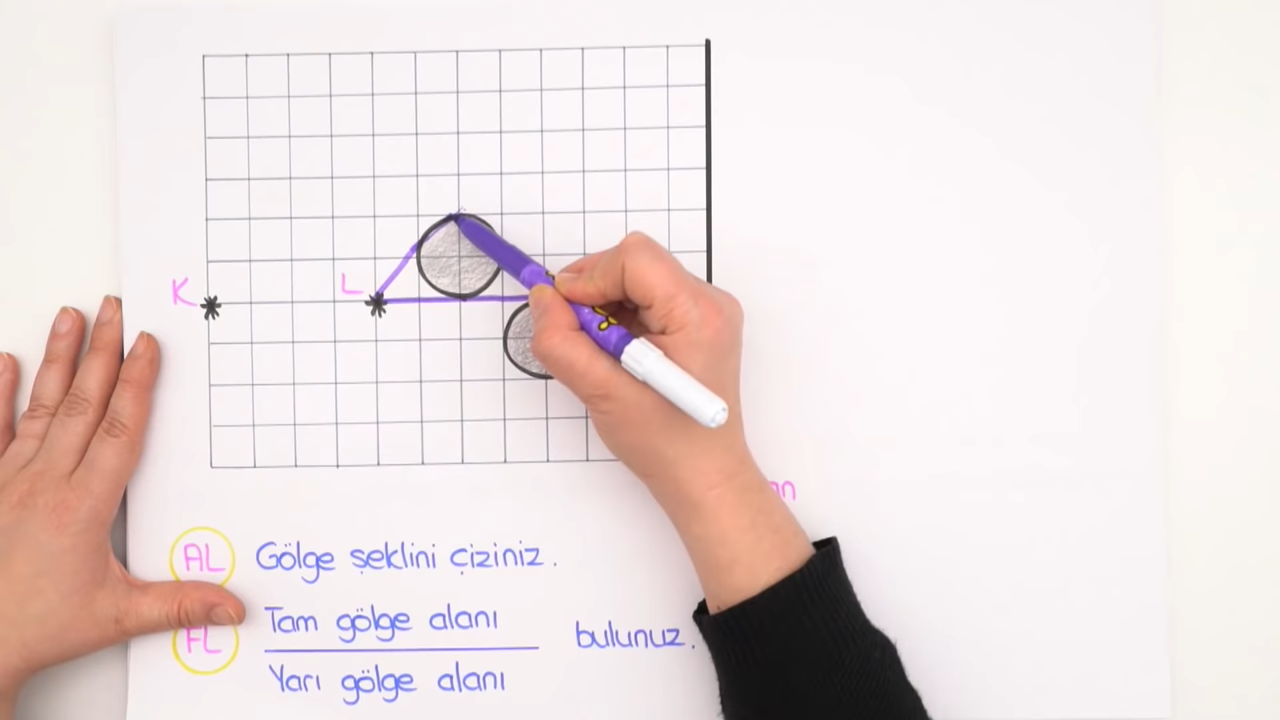 K
L
AL Gölge şeklini çiziniz.
FL Tam gölge alanı
bulunuz.
Yarı gölge alanı